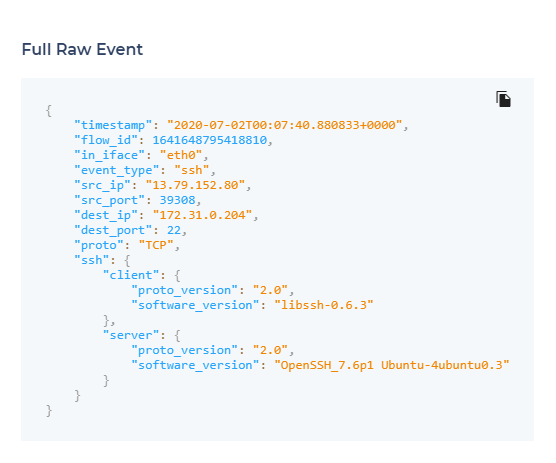 Full Raw Event
{
    "timestamp": "2020-07-02T00:07:40.880833+0000",
    "flow_id": 1641648795418810,
    "in_iface": "eth0",
    "event_type": "ssh",
    "src_ip": "13.79.152.80",
    "src_port": 39308,
    "dest_ip": "172.31.0.204",
    "dest_port": 22,
    "proto": "TCP",
    "ssh": {
        "client": {
            "proto_version": "2.0",
            "software_version": "libssh-0.6.3"
        },
        "server": {
            "proto_version": "2.0",
            "software_version": "OpenSSH_7.6p1 Ubuntu-4ubuntu0.3"
        }
    }
}